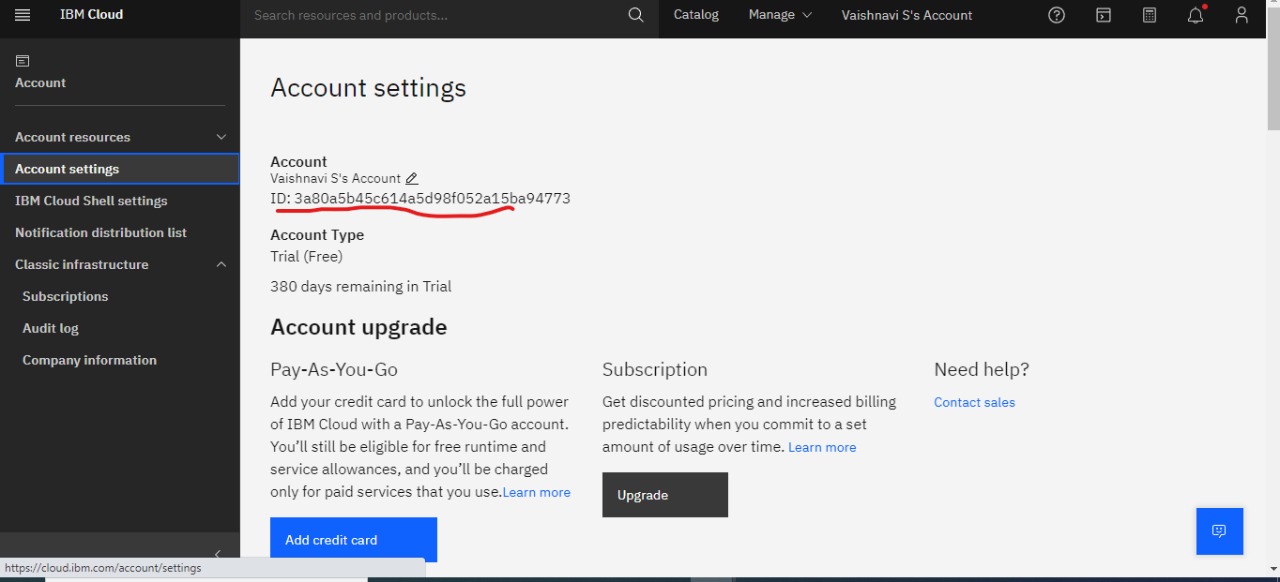 IBM Cloud
Search resources and products...
Catalog
Manage
Vaishnavi S's Account
Account
Account resources
Account settings
IBM Cloud Shell settings
Notification distribution list
Classic infrastructure
Subscriptions
Audit log
Company information
Account settings
Account
Vaishnavi S's Account
ID: 3a80a5b45c614a5d98f052a15ba94773
Account Type
Trial (Free)
380 days remaining in Trial
Account upgrade
Pay-As-You-Go
Add your credit card to unlock the full power
of IBM Cloud with a Pay-As-You-Go account.
You’ll still be eligible for free runtime and
service allowances, and you’ll be charged
only for paid services that you use.Learn more
Add credit card
Subscription
Get discounted pricing and increased billing
predictability when you commit to a set
amount of usage over time. Learn more
Upgrade
Need help?
Contact sales
https://cloud.ibm.com/account/settings